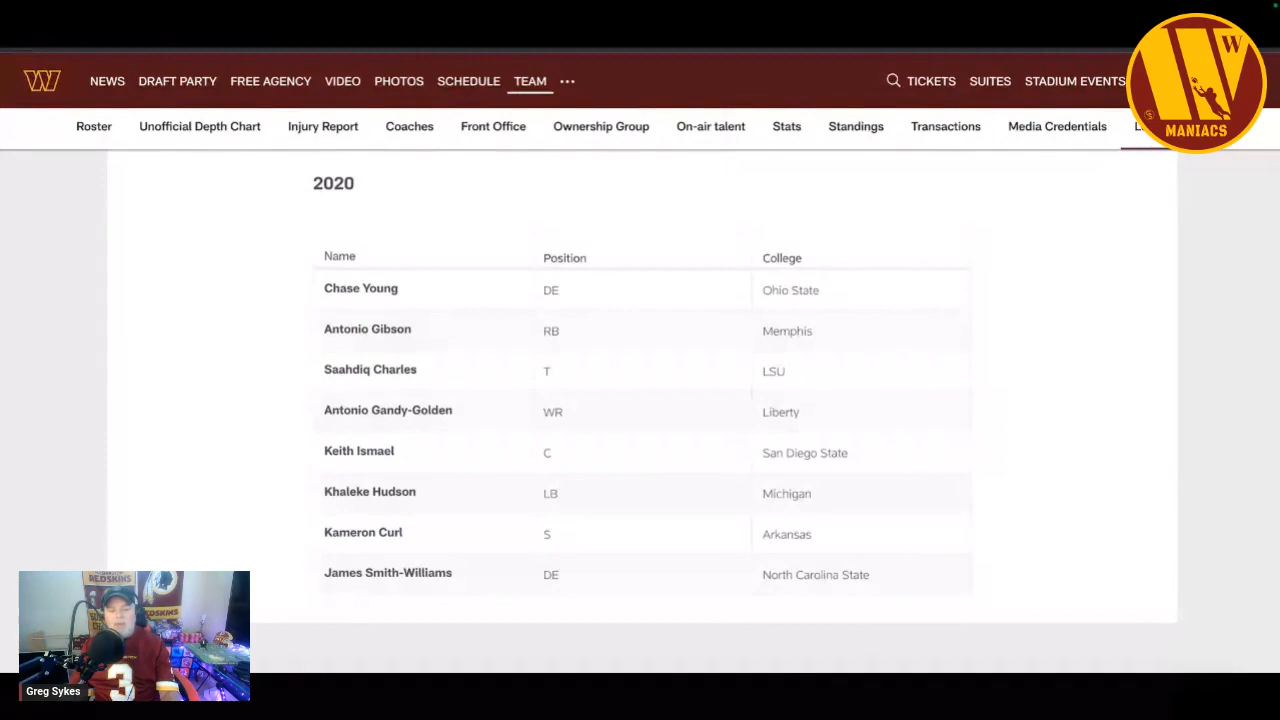 W
NEWS DRAFT PARTY FREE AGENCY VIDEO PHOTOS SCHEDULE TEAM ••• TICKETS SUITES STADIUM EVENTS
W
MANIACS
Roster Unofficial Depth Chart Injury Report Coaches Front Office Ownership Group On-air talent Stats Standings Transactions Media Credentials
2020
Name Position College
Chase Young DE Ohio State
Antonio Gibson RB Memphis
Saahdiq Charles T LSU
Antonio Gandy-Golden WR Liberty
Keith Ismael C San Diego State
Khaleke Hudson LB Michigan
Kameron Curl S Arkansas
James Smith-Williams DE North Carolina State
REDSKINS
3
Greg Sykes